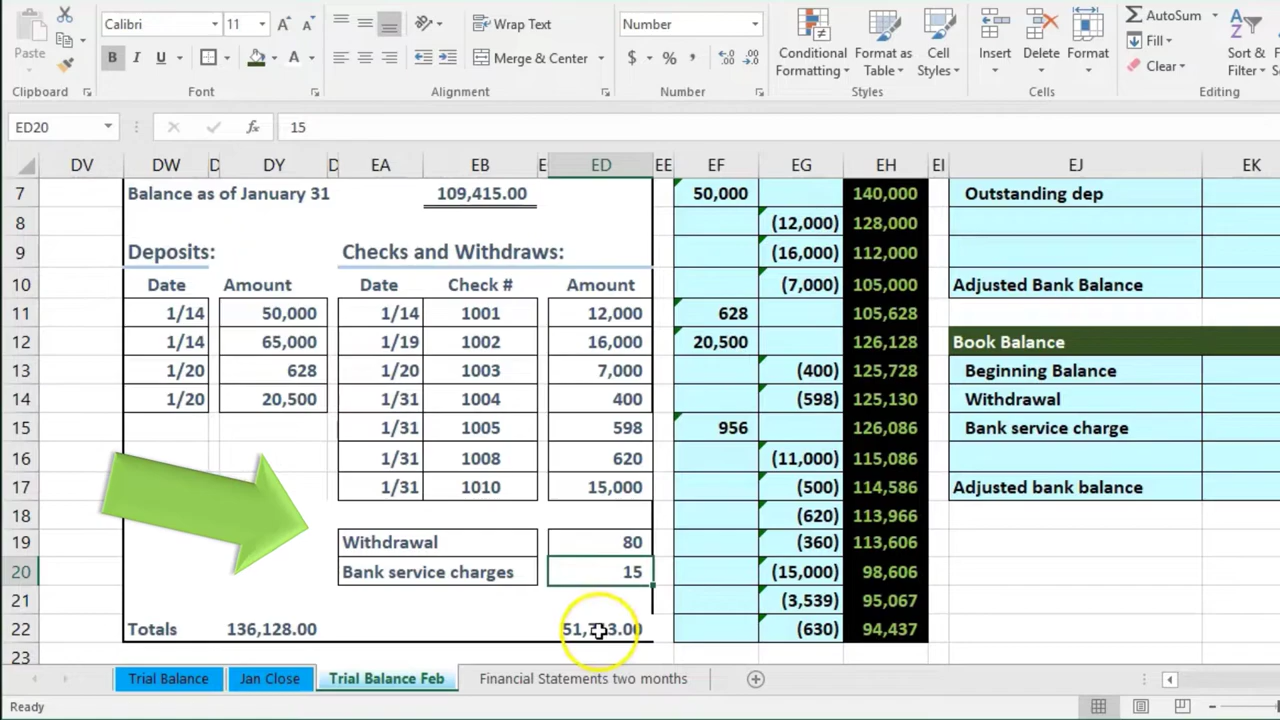 Calibri 11 Wrap Text Number AutoSum
Paste B I U Merge & Center $ % , Conditional Formatting Format as Table Cell Styles Insert Delete Format Fill Clear Sort & Filter
Clipboard Font Alignment Number Styles Cells Editing
ED20 fx 15
DV DW D DY D EA EB E ED EE EF EG EH EI EJ EK
7 Balance as of January 31 109,415.00 50,000 140,000 Outstanding dep
8 (12,000) 128,000
9 Deposits: Checks and Withdraws: (16,000) 112,000
10 Date Amount Date Check # Amount (7,000) 105,000 Adjusted Bank Balance
11 1/14 50,000 1/14 1001 12,000 628 105,628
12 1/14 65,000 1/19 1002 16,000 20,500 126,128 Book Balance
13 1/20 628 1/20 1003 7,000 (400) 125,728 Beginning Balance
14 1/20 20,500 1/31 1004 400 (598) 125,130 Withdrawal
15 1/31 1005 598 956 126,086 Bank service charge
16 1/31 1008 620 (11,000) 115,086
17 1/31 1010 15,000 (500) 114,586 Adjusted bank balance
18 (620) 113,966
19 Withdrawal 80 (360) 113,606
20 Bank service charges 15 (15,000) 98,606
21 (3,539) 95,067
22 Totals 136,128.00 (630) 94,437
23
Trial Balance Jan Close Trial Balance Feb Financial Statements two months
Ready